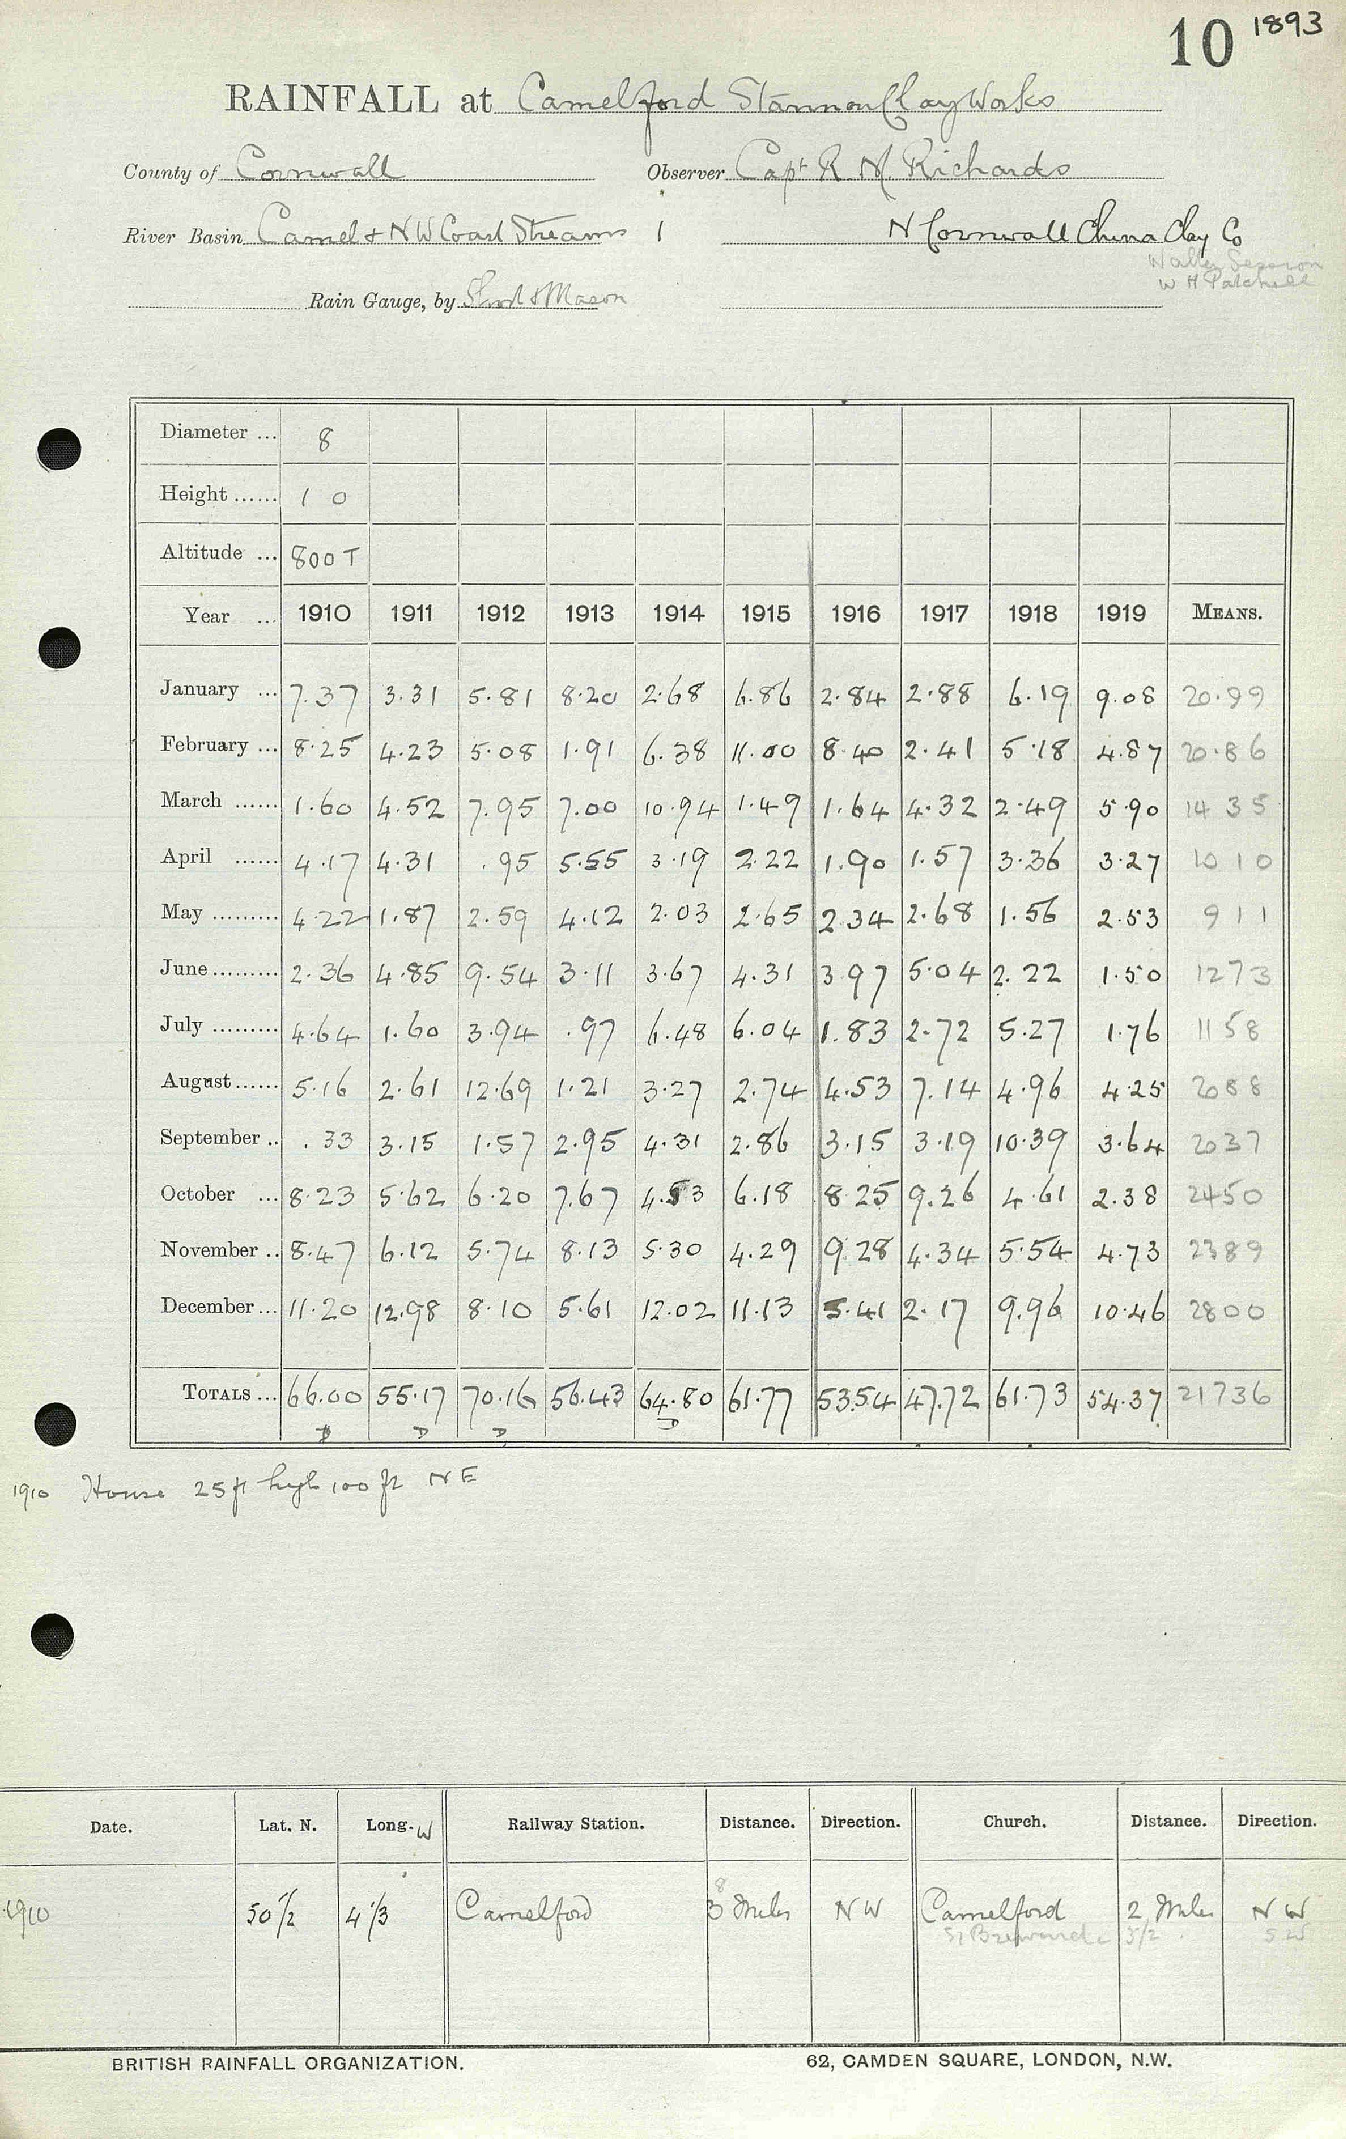 10 1893
RAINFALL at Camelford Stannon Clay Works
County of Cornwall Observer Capt R N Richards
River Basin Camel & NW Coast Streams 1 N Cornwall China Clay Co
W H Patchell
Rain Gauge, by Short & Mason
Diameter ... 8
Height ...... 1 0
Altitude ... 800 T
Year ... 1910 1911 1912 1913 1914 1915 1916 1917 1918 1919 MEANS.
January ... 7.37 3.31 5.81 8.20 2.68 6.86 2.84 2.88 6.19 9.08 20.99
February ... 8.25 4.23 5.08 1.91 6.38 11.00 8.40 2.41 5.18 4.87 20.86
March ...... 1.60 4.52 7.95 7.00 10.94 1.49 1.64 4.32 2.49 5.90 14 35
April ...... 4.17 4.31 .95 5.55 3.19 2.22 1.90 1.57 3.36 3.27 10 10
May ......... 4.22 1.87 2.59 4.12 2.03 2.65 2.34 2.68 1.56 2.53 9 11
June ......... 2.36 4.85 9.54 3.11 3.67 4.31 3.97 5.04 2.22 1.50 1273
July ......... 4.64 1.60 3.94 .97 6.48 6.04 1.83 2.72 5.27 1.76 1158
August...... 5.16 2.61 12.69 1.21 3.27 2.74 4.53 7.14 4.96 4.25 2088
September .. .33 3.15 1.57 2.95 4.31 2.86 3.15 3.19 10.39 3.64 2037
October ... 8.23 5.62 6.20 7.67 4.53 6.18 8.25 9.26 4.61 2.38 2450
November .. 8.47 6.12 5.74 8.13 5.30 4.29 9.28 4.34 5.54 4.73 2389
December ... 11.20 12.98 8.10 5.61 12.02 11.13 5.41 2.17 9.96 10.46 2800
TOTALS ... 66.00 55.17 70.16 56.43 64.80 61.77 53.54 47.72 61.73 54.37 21736
D D D D
1910 House 25 ft high 100 ft NE
Date. Lat. N. Long. W Railway Station. Distance. Direction. Church. Distance. Direction.
8
1910 50 1/2 4 1/3 Camelford 3 Miles NW Camelford 2 Miles NW
St Breward 3 1/2 SW
BRITISH RAINFALL ORGANIZATION. 62, CAMDEN SQUARE, LONDON, N.W.